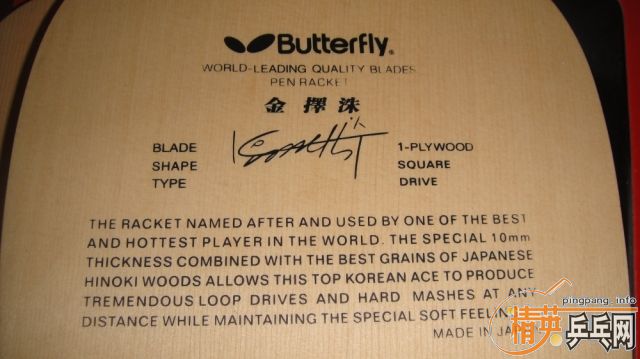 Butterfly®
WORLD-LEADING QUALITY BLADES
PEN RACKET
金擇洙
BLADE 1-PLYWOOD
SHAPE SQUARE
TYPE DRIVE
THE RACKET NAMED AFTER AND USED BY ONE OF THE BEST
AND HOTTEST PLAYER IN THE WORLD. THE SPECIAL 10mm
THICKNESS COMBINED WITH THE BEST GRAINS OF JAPANESE
HINOKI WOODS ALLOWS THIS TOP KOREAN ACE TO PRODUCE
TREMENDOUS LOOP DRIVES AND HARD MASHES AT ANY
DISTANCE WHILE MAINTAINING THE SPECIAL SOFT FEELIN
MADE IN JA
pingpang.info
精英乒乓网